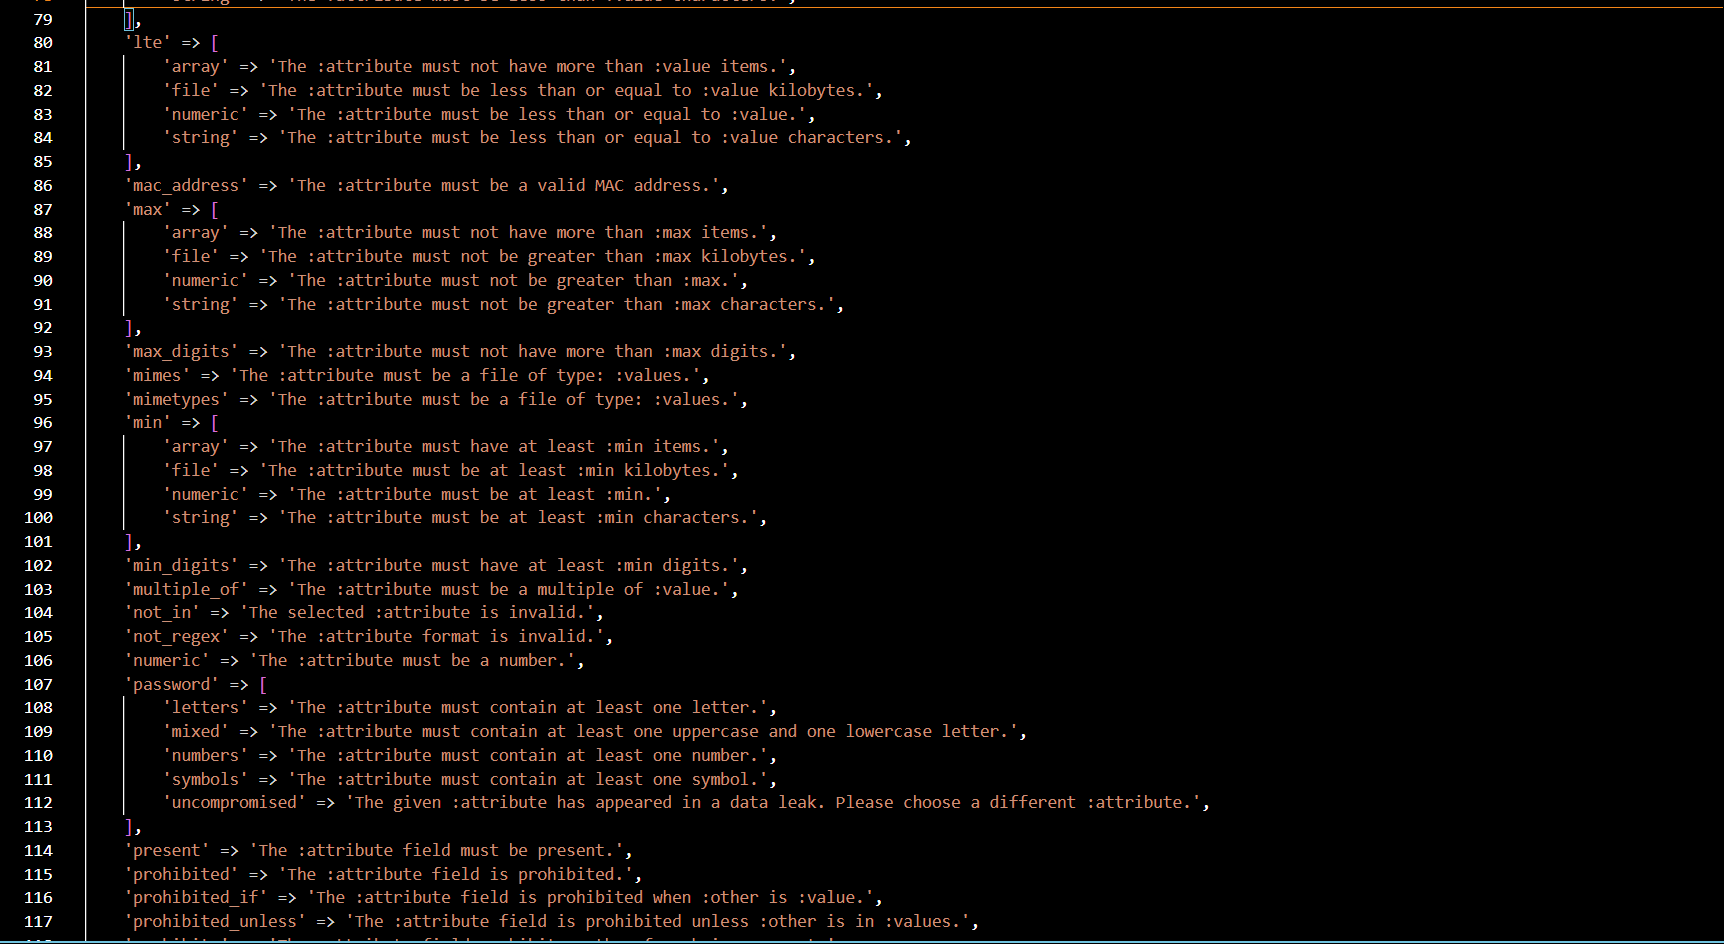 79 ],
80 'lte' => [
81 'array' => 'The :attribute must not have more than :value items.',
82 'file' => 'The :attribute must be less than or equal to :value kilobytes.',
83 'numeric' => 'The :attribute must be less than or equal to :value.',
84 'string' => 'The :attribute must be less than or equal to :value characters.',
85 ],
86 'mac_address' => 'The :attribute must be a valid MAC address.',
87 'max' => [
88 'array' => 'The :attribute must not have more than :max items.',
89 'file' => 'The :attribute must not be greater than :max kilobytes.',
90 'numeric' => 'The :attribute must not be greater than :max.',
91 'string' => 'The :attribute must not be greater than :max characters.',
92 ],
93 'max_digits' => 'The :attribute must not have more than :max digits.',
94 'mimes' => 'The :attribute must be a file of type: :values.',
95 'mimetypes' => 'The :attribute must be a file of type: :values.',
96 'min' => [
97 'array' => 'The :attribute must have at least :min items.',
98 'file' => 'The :attribute must be at least :min kilobytes.',
99 'numeric' => 'The :attribute must be at least :min.',
100 'string' => 'The :attribute must be at least :min characters.',
101 ],
102 'min_digits' => 'The :attribute must have at least :min digits.',
103 'multiple_of' => 'The :attribute must be a multiple of :value.',
104 'not_in' => 'The selected :attribute is invalid.',
105 'not_regex' => 'The :attribute format is invalid.',
106 'numeric' => 'The :attribute must be a number.',
107 'password' => [
108 'letters' => 'The :attribute must contain at least one letter.',
109 'mixed' => 'The :attribute must contain at least one uppercase and one lowercase letter.',
110 'numbers' => 'The :attribute must contain at least one number.',
111 'symbols' => 'The :attribute must contain at least one symbol.',
112 'uncompromised' => 'The given :attribute has appeared in a data leak. Please choose a different :attribute.',
113 ],
114 'present' => 'The :attribute field must be present.',
115 'prohibited' => 'The :attribute field is prohibited.',
116 'prohibited_if' => 'The :attribute field is prohibited when :other is :value.',
117 'prohibited_unless' => 'The :attribute field is prohibited unless :other is in :values.',